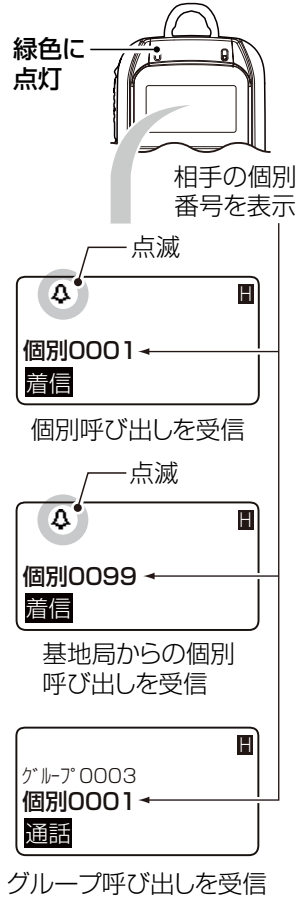 緑色に
点灯
相手の個別
番号を表示
点滅
H
個別0001
着信
個別呼び出しを受信
点滅
H
個別0099
着信
基地局からの個別
呼び出しを受信
H
グループ0003
個別0001
通話
グループ呼び出しを受信